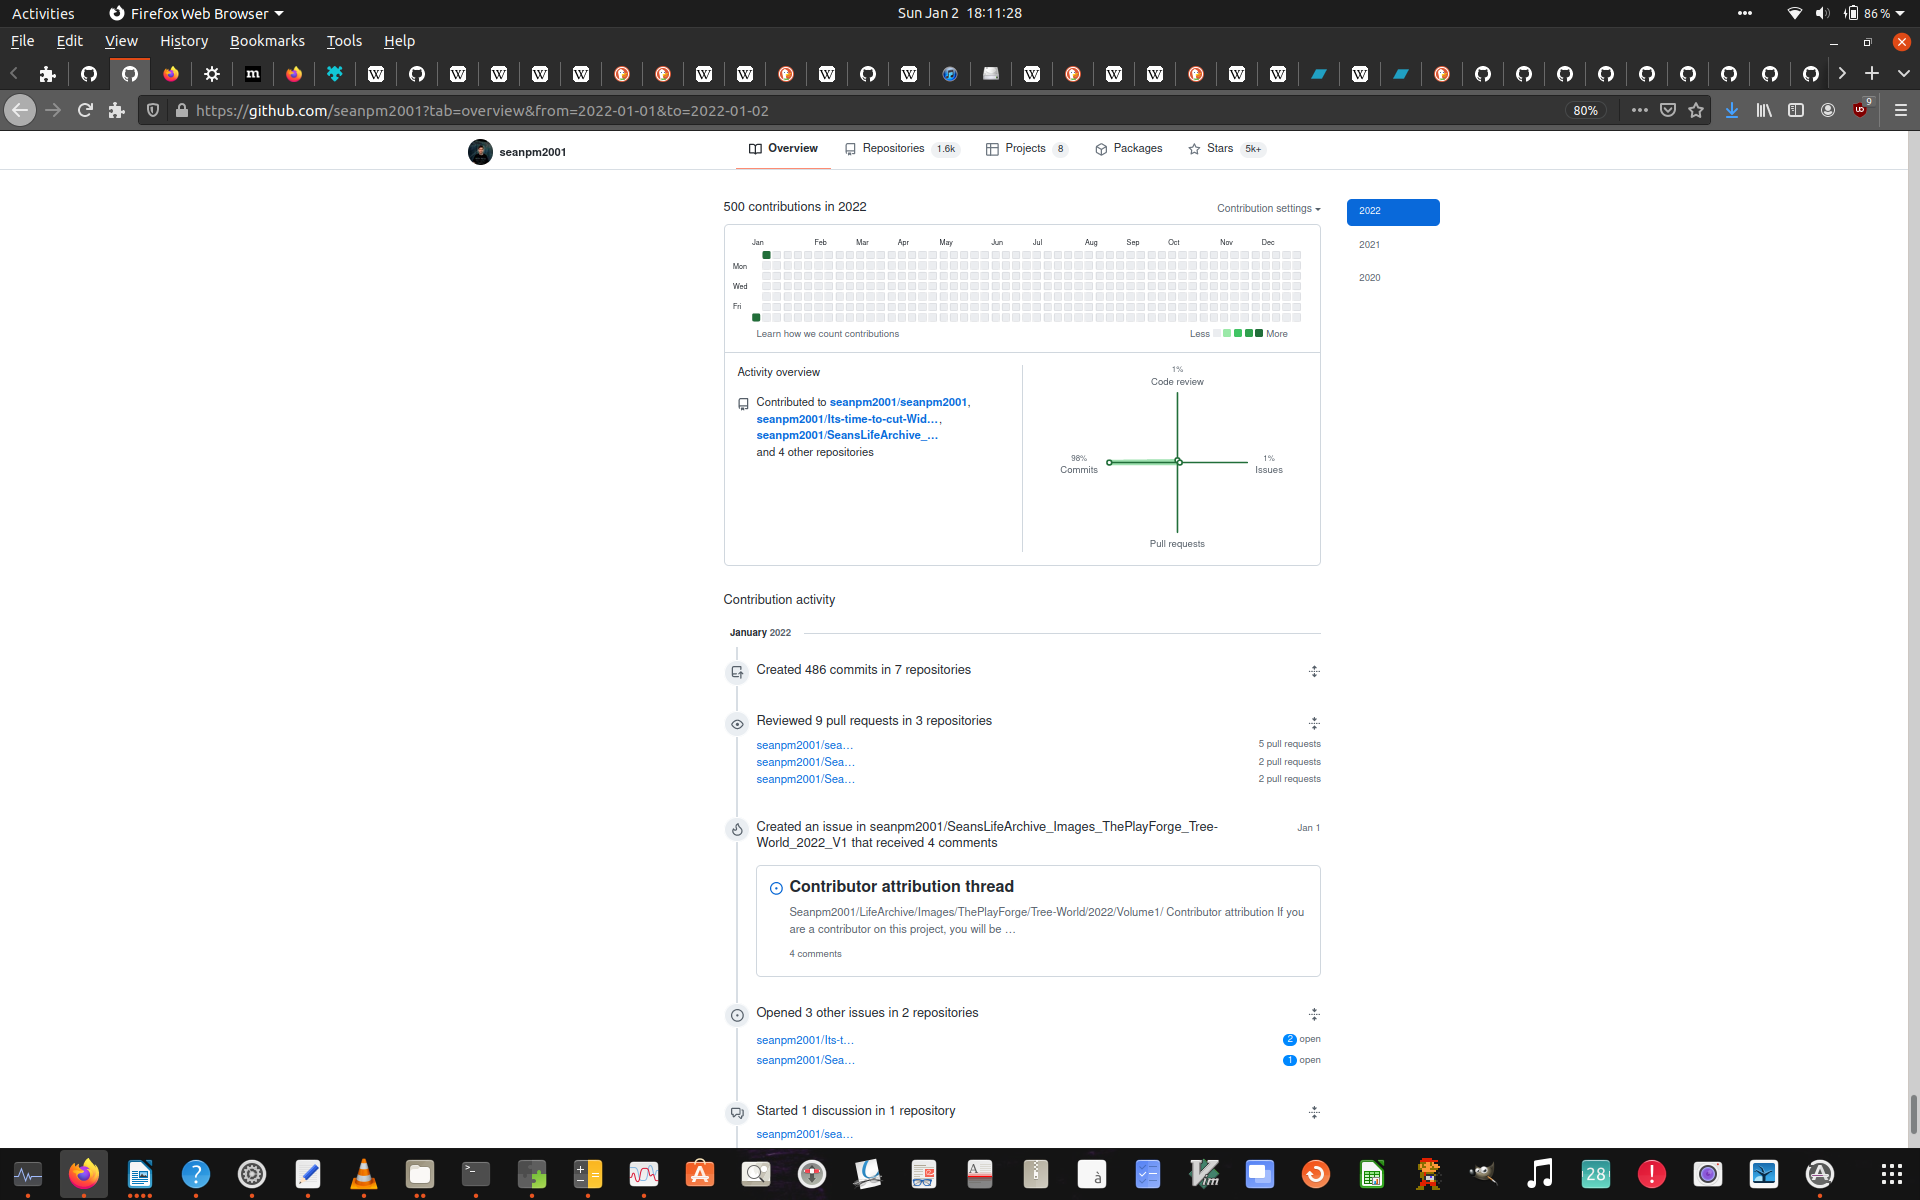 Activities
Firefox Web Browser
Sun Jan 2 18:11:28
86 %
File Edit View History Bookmarks Tools Help
https://github.com/seanpm2001?tab=overview&from=2022-01-01&to=2022-01-02
80%
9
seanpm2001
Overview
Repositories 1.6k
Projects 8
Packages
Stars 5k+
500 contributions in 2022
Contribution settings
2022
2021
2020
Jan Feb Mar Apr May Jun Jul Aug Sep Oct Nov Dec
Mon
Wed
Fri
Learn how we count contributions
Less More
Activity overview
Contributed to seanpm2001/seanpm2001,
seanpm2001/Its-time-to-cut-Wid…,
seanpm2001/SeansLifeArchive_…
and 4 other repositories
1%
Code review
98%
Commits
1%
Issues
Pull requests
Contribution activity
January 2022
Created 486 commits in 7 repositories
Reviewed 9 pull requests in 3 repositories
seanpm2001/sea… 5 pull requests
seanpm2001/Sea… 2 pull requests
seanpm2001/Sea… 2 pull requests
Created an issue in seanpm2001/SeansLifeArchive_Images_ThePlayForge_Tree-
World_2022_V1 that received 4 comments
Jan 1
Contributor attribution thread
Seanpm2001/LifeArchive/Images/ThePlayForge/Tree-World/2022/Volume1/ Contributor attribution If you
are a contributor on this project, you will be …
4 comments
Opened 3 other issues in 2 repositories
seanpm2001/Its-t… 2 open
seanpm2001/Sea… 1 open
Started 1 discussion in 1 repository
seanpm2001/sea…
28